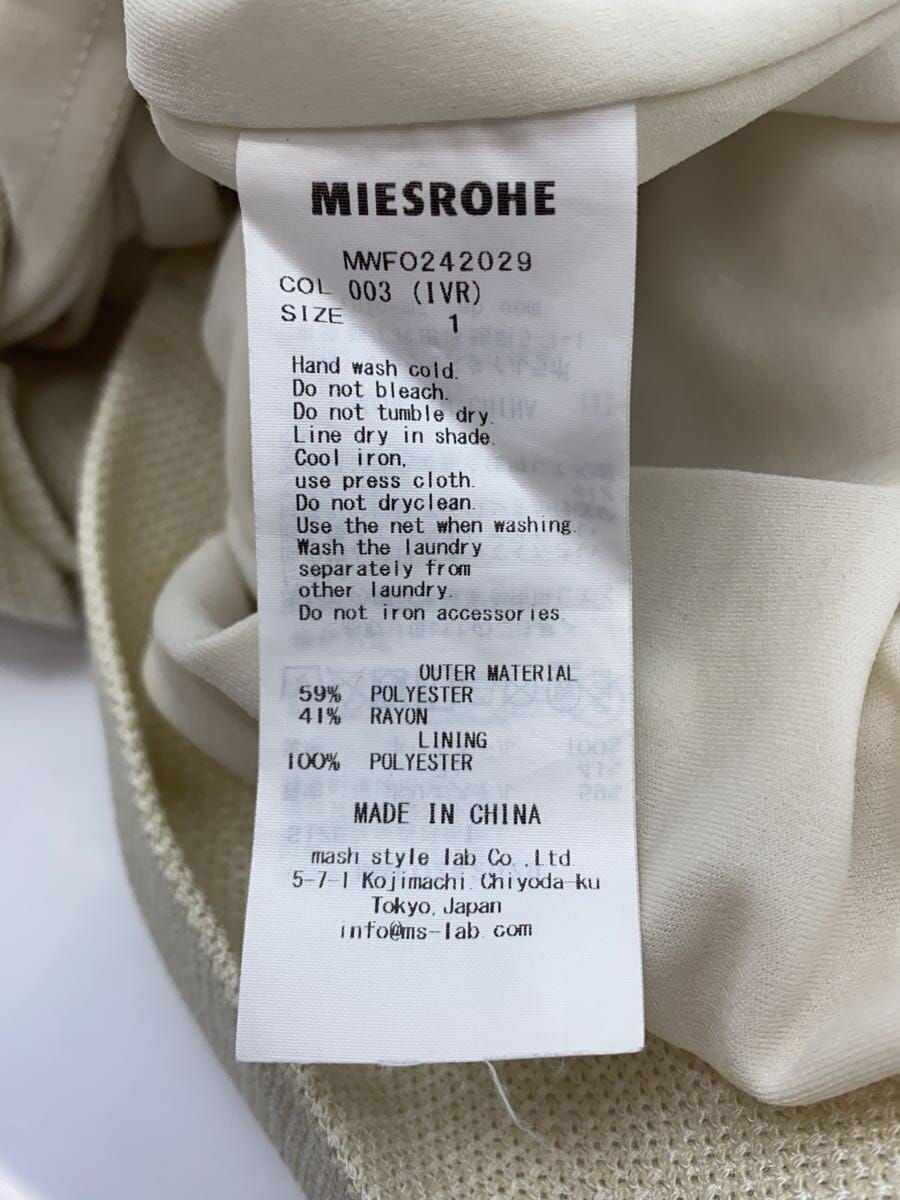 MIESROHE
MWFO242029
COL 003 (IVR)
SIZE 1
Hand wash cold.
Do not bleach.
Do not tumble dry.
Line dry in shade.
Cool iron,
use press cloth.
Do not dryclean.
Use the net when washing.
Wash the laundry
separately from
other laundry.
Do not iron accessories.
OUTER MATERIAL
59% POLYESTER
41% RAYON
LINING
100% POLYESTER
MADE IN CHINA
mash style lab Co.,Ltd.
5-7-1 Kojimachi, Chiyoda-ku
Tokyo, Japan
info@ms-lab.com